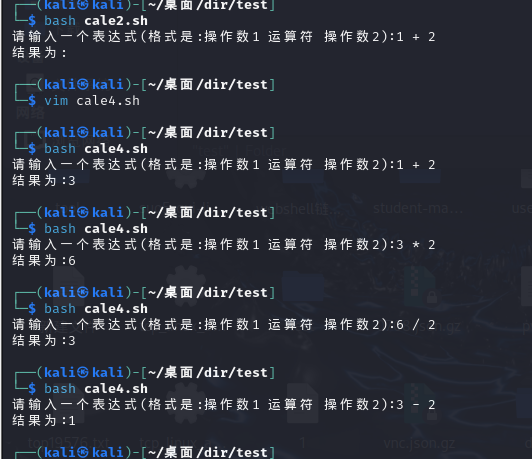 ┌──(kali㉿kali)-[~/桌面/dir/test]
└─$ bash cale2.sh
请输入一个表达式(格式是:操作数1 运算符 操作数2):1 + 2
结果为:
┌──(kali㉿kali)-[~/桌面/dir/test]
└─$ vim cale4.sh
┌──(kali㉿kali)-[~/桌面/dir/test]
└─$ bash cale4.sh
请输入一个表达式(格式是:操作数1 运算符 操作数2):1 + 2
结果为:3
┌──(kali㉿kali)-[~/桌面/dir/test]
└─$ bash cale4.sh
请输入一个表达式(格式是:操作数1 运算符 操作数2):3 * 2
结果为:6
┌──(kali㉿kali)-[~/桌面/dir/test]
└─$ bash cale4.sh
请输入一个表达式(格式是:操作数1 运算符 操作数2):6 / 2
结果为:3
┌──(kali㉿kali)-[~/桌面/dir/test]
└─$ bash cale4.sh
请输入一个表达式(格式是:操作数1 运算符 操作数2):3 - 2
结果为:1
┌──(kali㉿kali)-[~/桌面/dir/test]